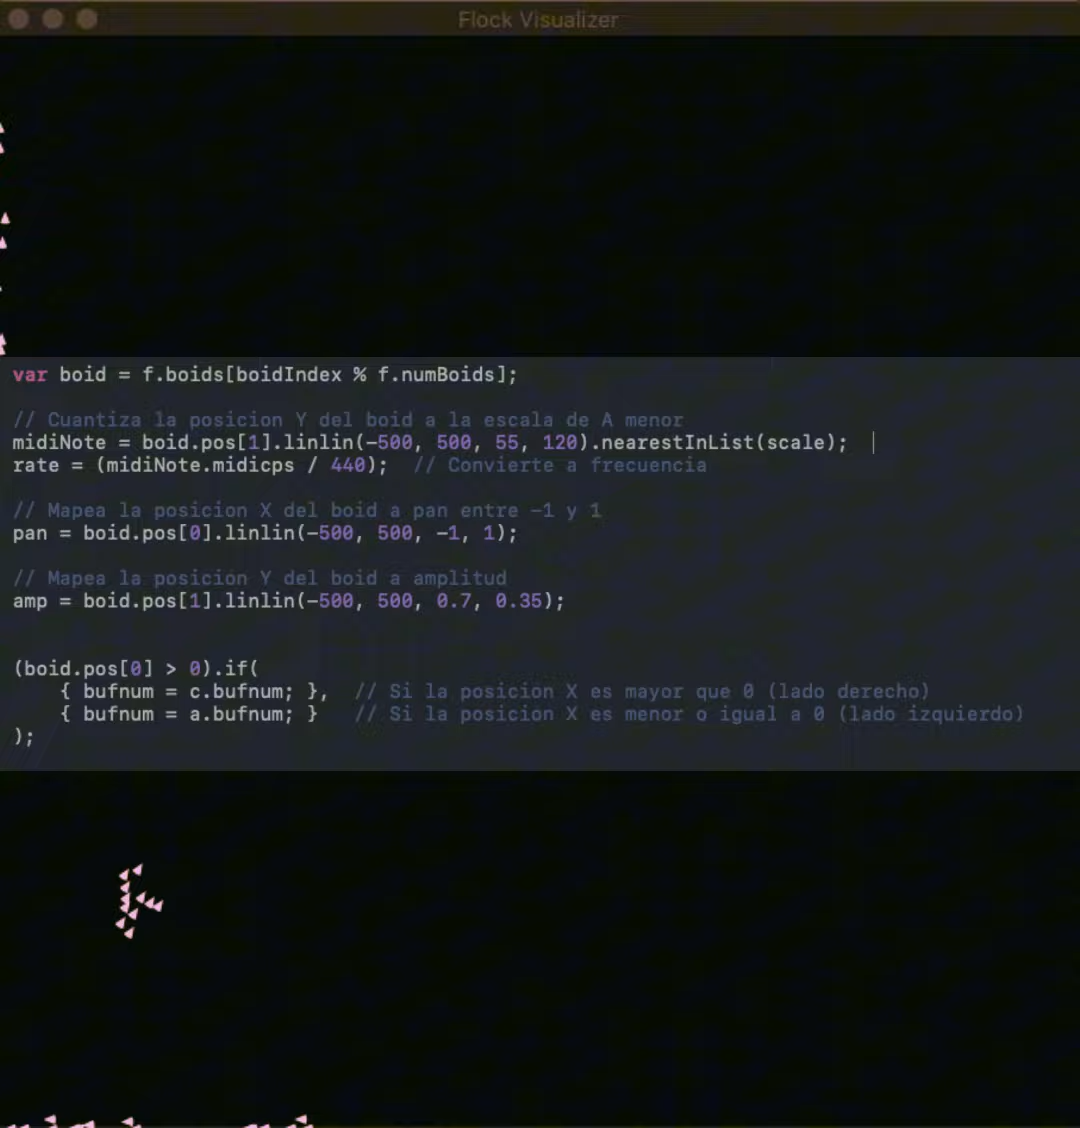 Flock Visualizer
var boid = f.boids[boidIndex % f.numBoids];
// Cuantiza la posicion Y del boid a la escala de A menor
midiNote = boid.pos[1].linlin(-500, 500, 55, 120).nearestInList(scale);
rate = (midiNote.midicps / 440);  // Convierte a frecuencia
// Mapea la posicion X del boid a pan entre -1 y 1
pan = boid.pos[0].linlin(-500, 500, -1, 1);
// Mapea la posicion Y del boid a amplitud
amp = boid.pos[1].linlin(-500, 500, 0.7, 0.35);
(boid.pos[0] > 0).if(
    { bufnum = c.bufnum; },  // Si la posicion X es mayor que 0 (lado derecho)
    { bufnum = a.bufnum; }   // Si la posicion X es menor o igual a 0 (lado izquierdo)
);